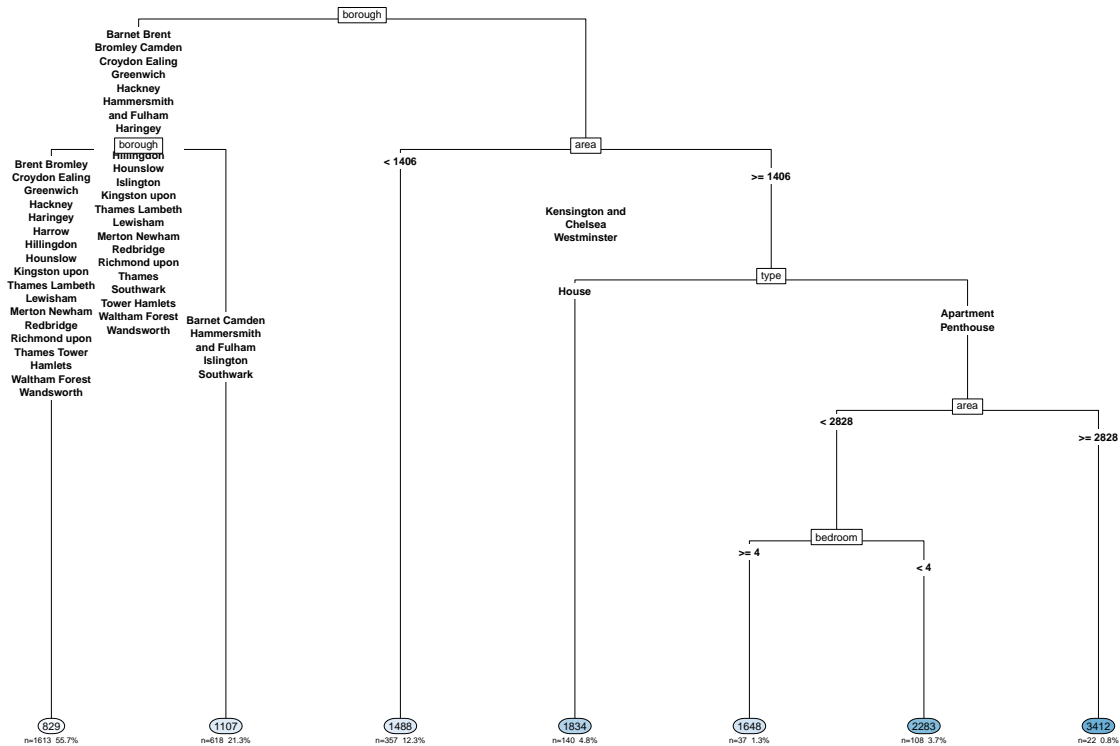 borough
Barnet Brent
Bromley Camden
Croydon Ealing
Greenwich
Hackney
Hammersmith
and Fulham
Haringey
borough
Hillingdon
Hounslow
Islington
Kingston upon
Thames Lambeth
Lewisham
Merton Newham
Redbridge
Richmond upon
Thames
Southwark
Tower Hamlets
Waltham Forest
Wandsworth
Brent Bromley
Croydon Ealing
Greenwich
Hackney
Haringey
Harrow
Hillingdon
Hounslow
Kingston upon
Thames Lambeth
Lewisham
Merton Newham
Redbridge
Richmond upon
Thames Tower
Hamlets
Waltham Forest
Wandsworth
Barnet Camden
Hammersmith
and Fulham
Islington
Southwark
area
< 1406
>= 1406
Kensington and
Chelsea
Westminster
type
House
Apartment
Penthouse
area
< 2828
>= 2828
bedroom
>= 4
< 4
829
n=1613 55.7%
1107
n=618 21.3%
1488
n=357 12.3%
1834
n=140 4.8%
1648
n=37 1.3%
2283
n=108 3.7%
3412
n=22 0.8%